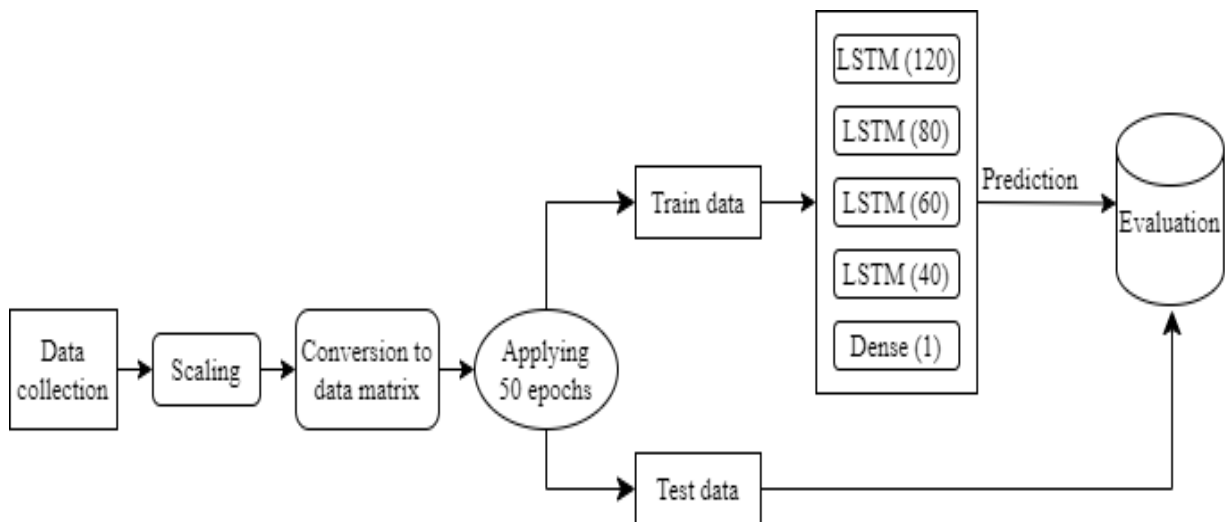 Data
collection
Scaling
Conversion to
data matrix
Applying
50 epochs
Train data
Test data
LSTM (120)
LSTM (80)
LSTM (60)
LSTM (40)
Dense (1)
Prediction
Evaluation